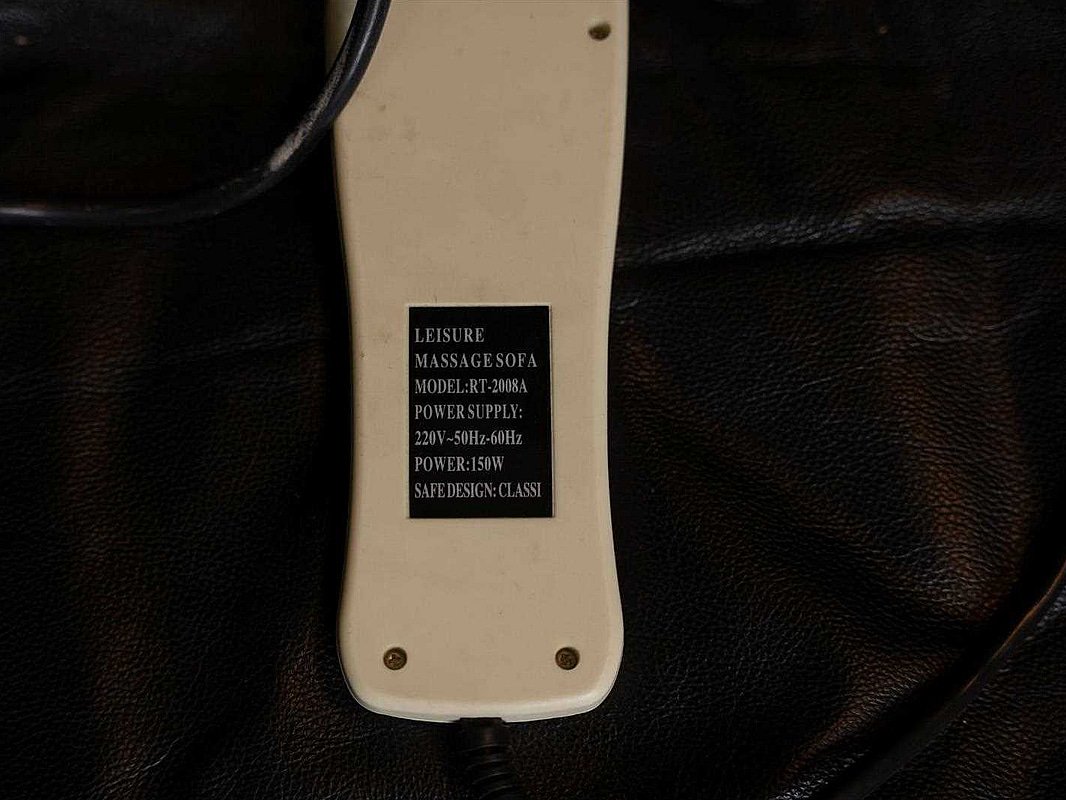 LEISURE
MASSAGE SOFA
MODEL:RT-2008A
POWER SUPPLY:
220V~50Hz-60Hz
POWER:150W
SAFE DESIGN: CLASSI